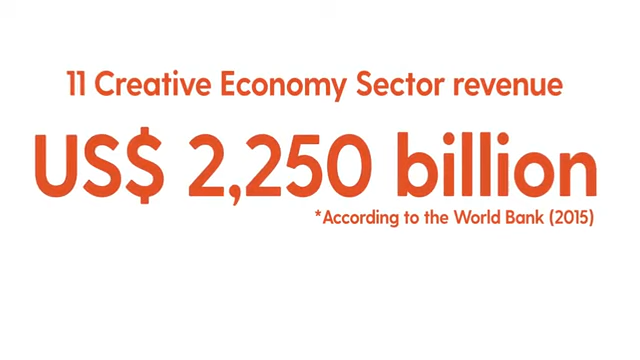 11 Creative Economy Sector revenue
US$ 2,250 billion
*According to the World Bank (2015)